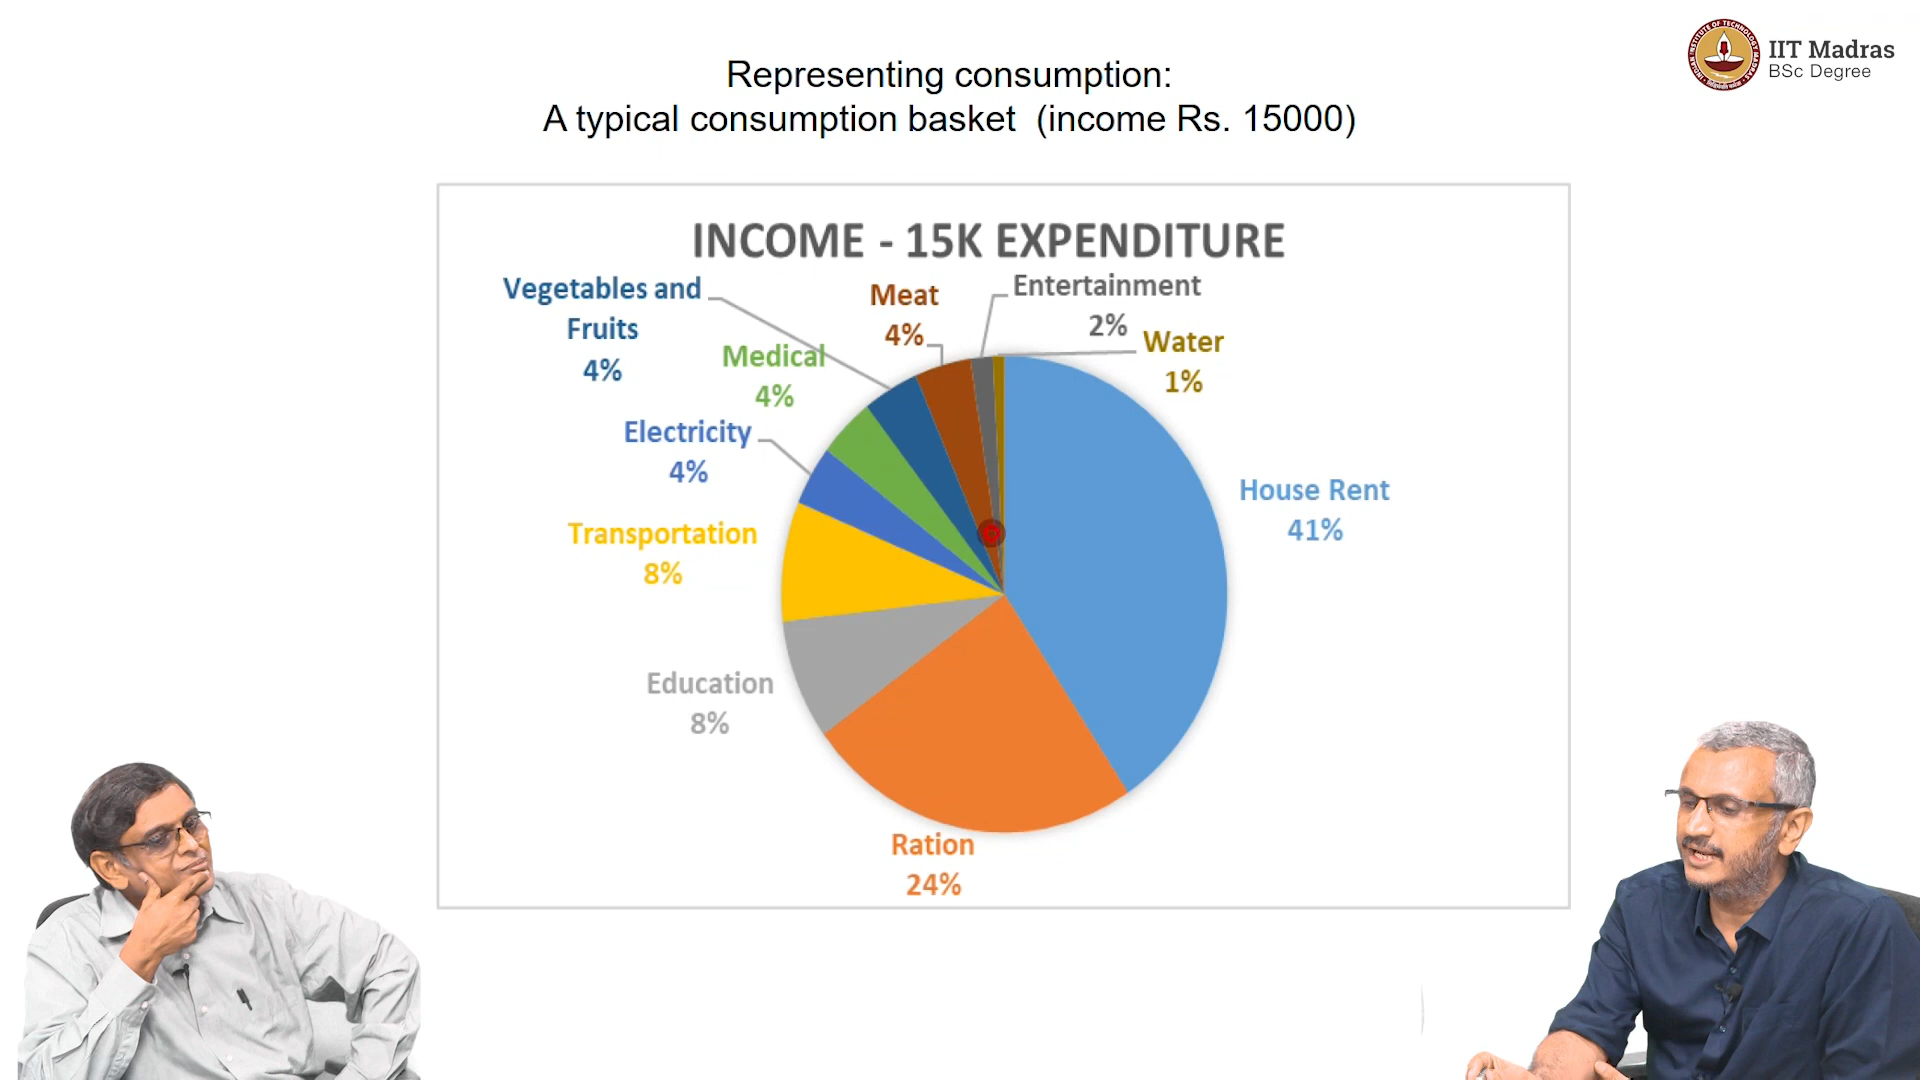 IIT Madras
BSc Degree
Representing consumption:
A typical consumption basket (income Rs. 15000)
INCOME - 15K EXPENDITURE
Vegetables and
Fruits
4%
Medical
4%
Meat
4%
Entertainment
2%
Water
1%
Electricity
4%
Transportation
8%
House Rent
41%
Education
8%
Ration
24%